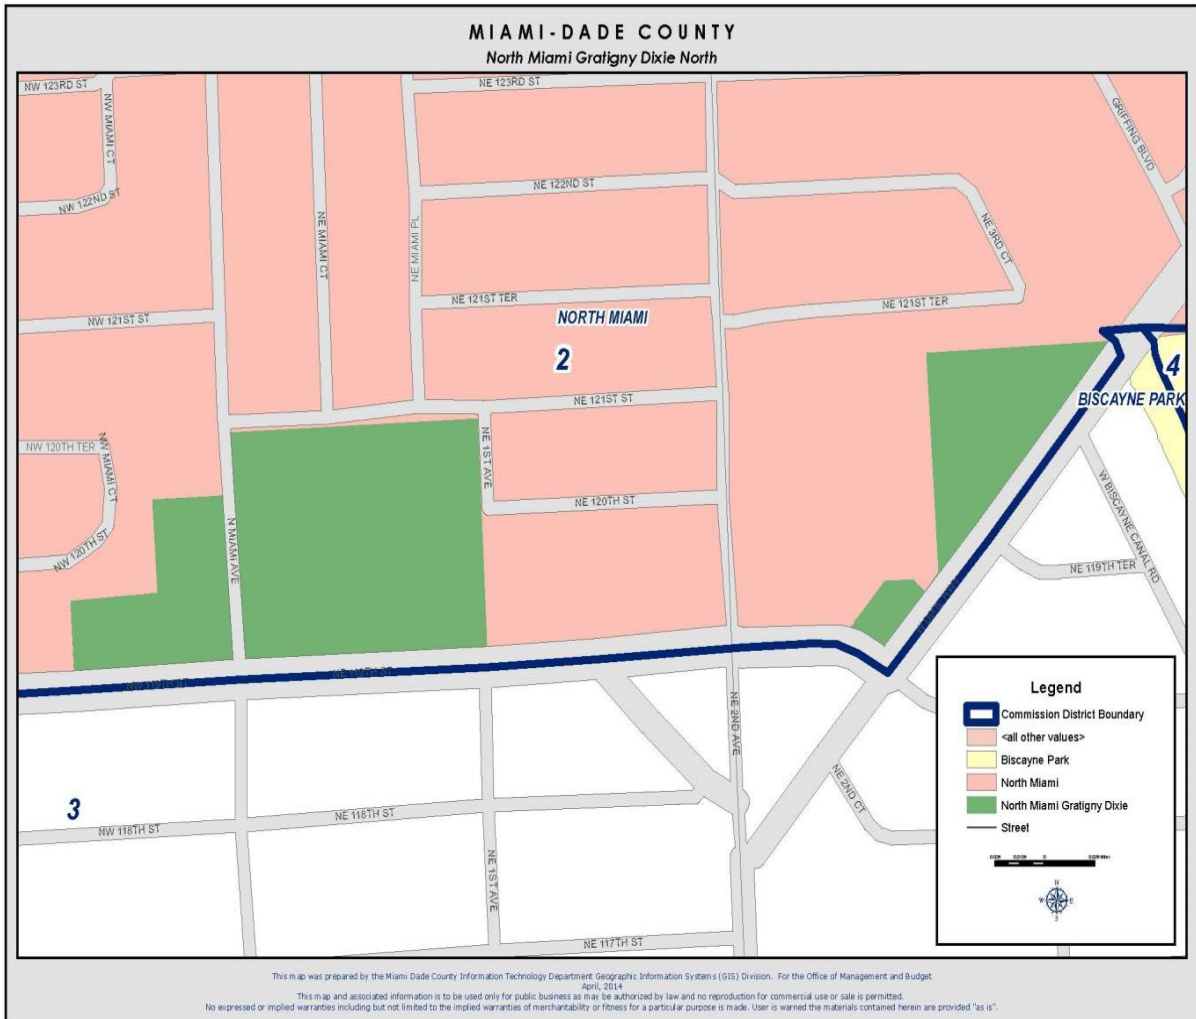 MIAMI-DADE COUNTY
North Miami Gratigny Dixie North
NW 123RD ST
NE 123RD ST
NW MIAMI CT
GRIFFING BLVD
NW 122ND ST
NE 122ND ST
NE MIAMI CT
NE MIAMI PL
NE 3RD CT
NE 121ST TER
NE 121ST TER
NW 121ST ST
NORTH MIAMI
2
4
BISCAYNE PARK
NE 121ST ST
NW 120TH TER
NW MIAMI CT
NE 1ST AVE
NE 120TH ST
W BISCAYNE CANAL RD
NW 120TH ST
N MIAMI AVE
NE 119TH TER
NW 119TH ST
NE 119TH ST
NE 2ND AVE
3
NE 2ND CT
NW 118TH ST
NE 118TH ST
NE 1ST AVE
NE 117TH ST
Legend
Commission District Boundary
<all other values>
Biscayne Park
North Miami
North Miami Gratigny Dixie
Street
N
W E
S
This map was prepared by the Miami Dade County Information Technology Department Geographic Information Systems (GIS) Division. For the Office of Management and Budget
April, 2014
This map and associated information is to be used only for public business as may be authorized by law and no reproduction for commercial use or sale is permitted.
No expressed or implied warranties including but not limited to the implied warranties of merchantability or fitness for a particular purpose is made. User is warned the materials contained herein are provided "as is".